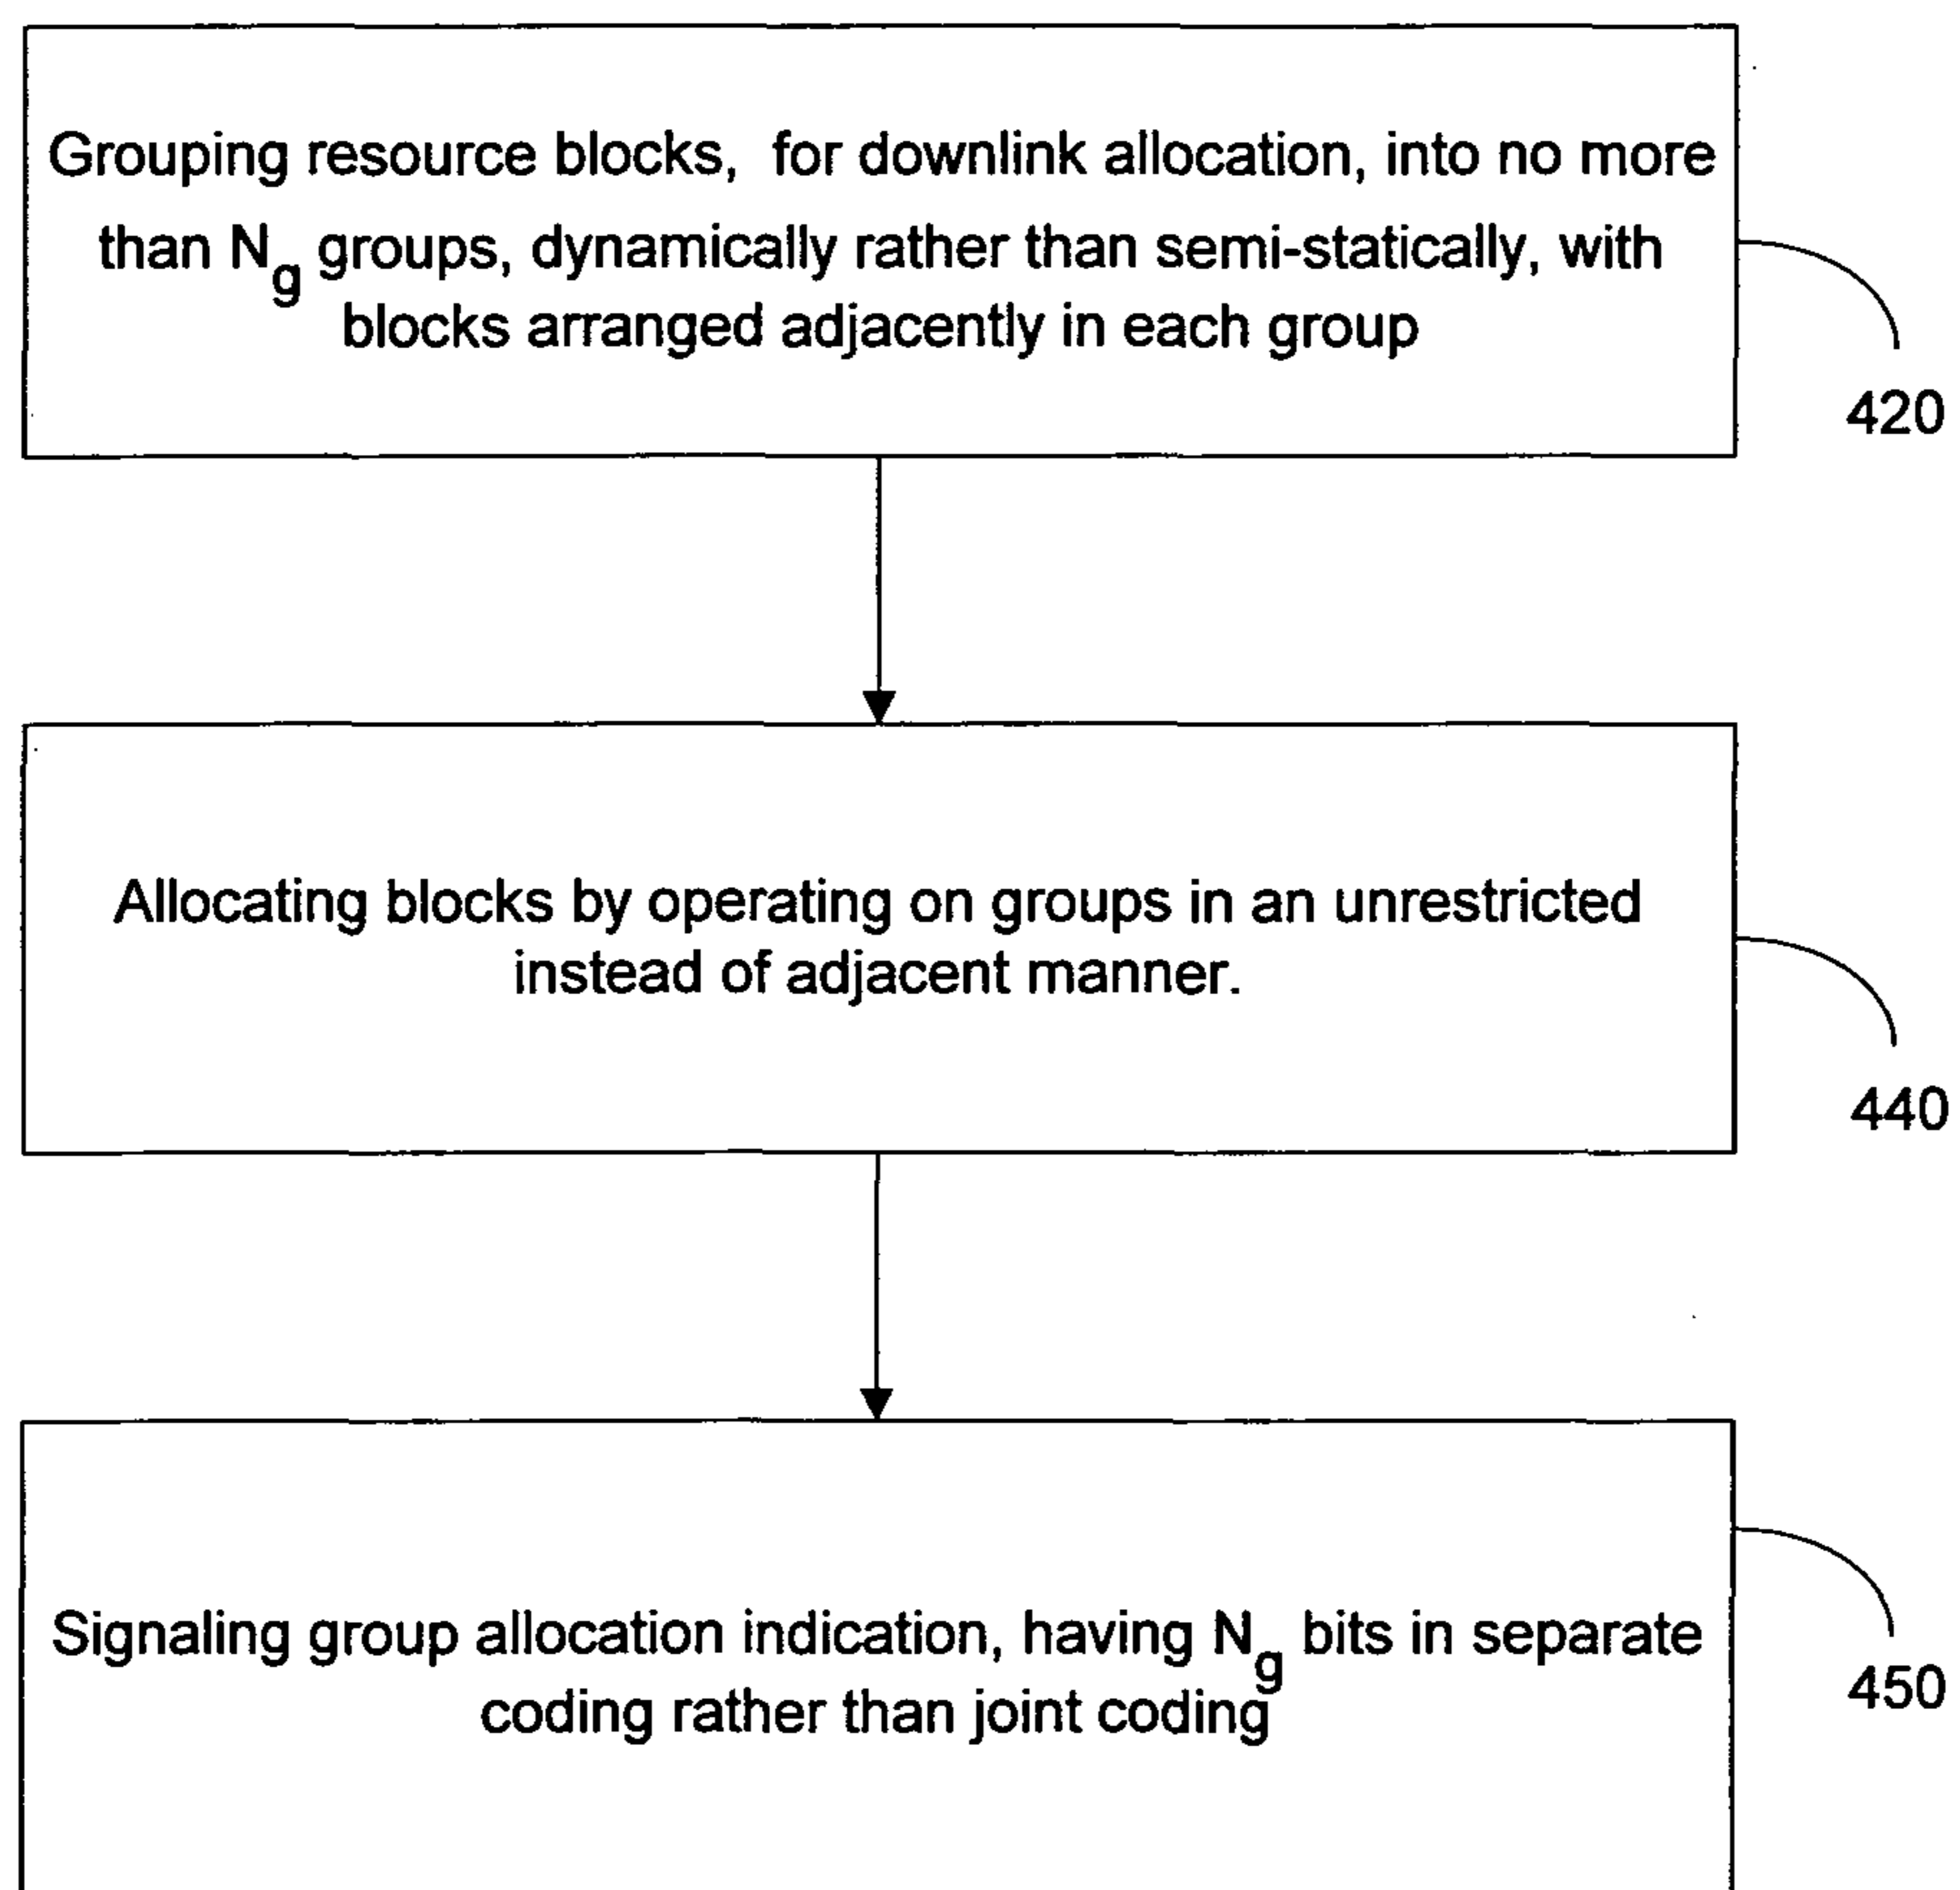 Grouping resource blocks, for downlink allocation, into no more
than Ng groups, dynamically rather than semi-statically, with
blocks arranged adjacently in each group
420
Allocating blocks by operating on groups in an unrestricted
instead of adjacent manner.
440
Signaling group allocation indication, having Ng bits in separate
coding rather than joint coding
450